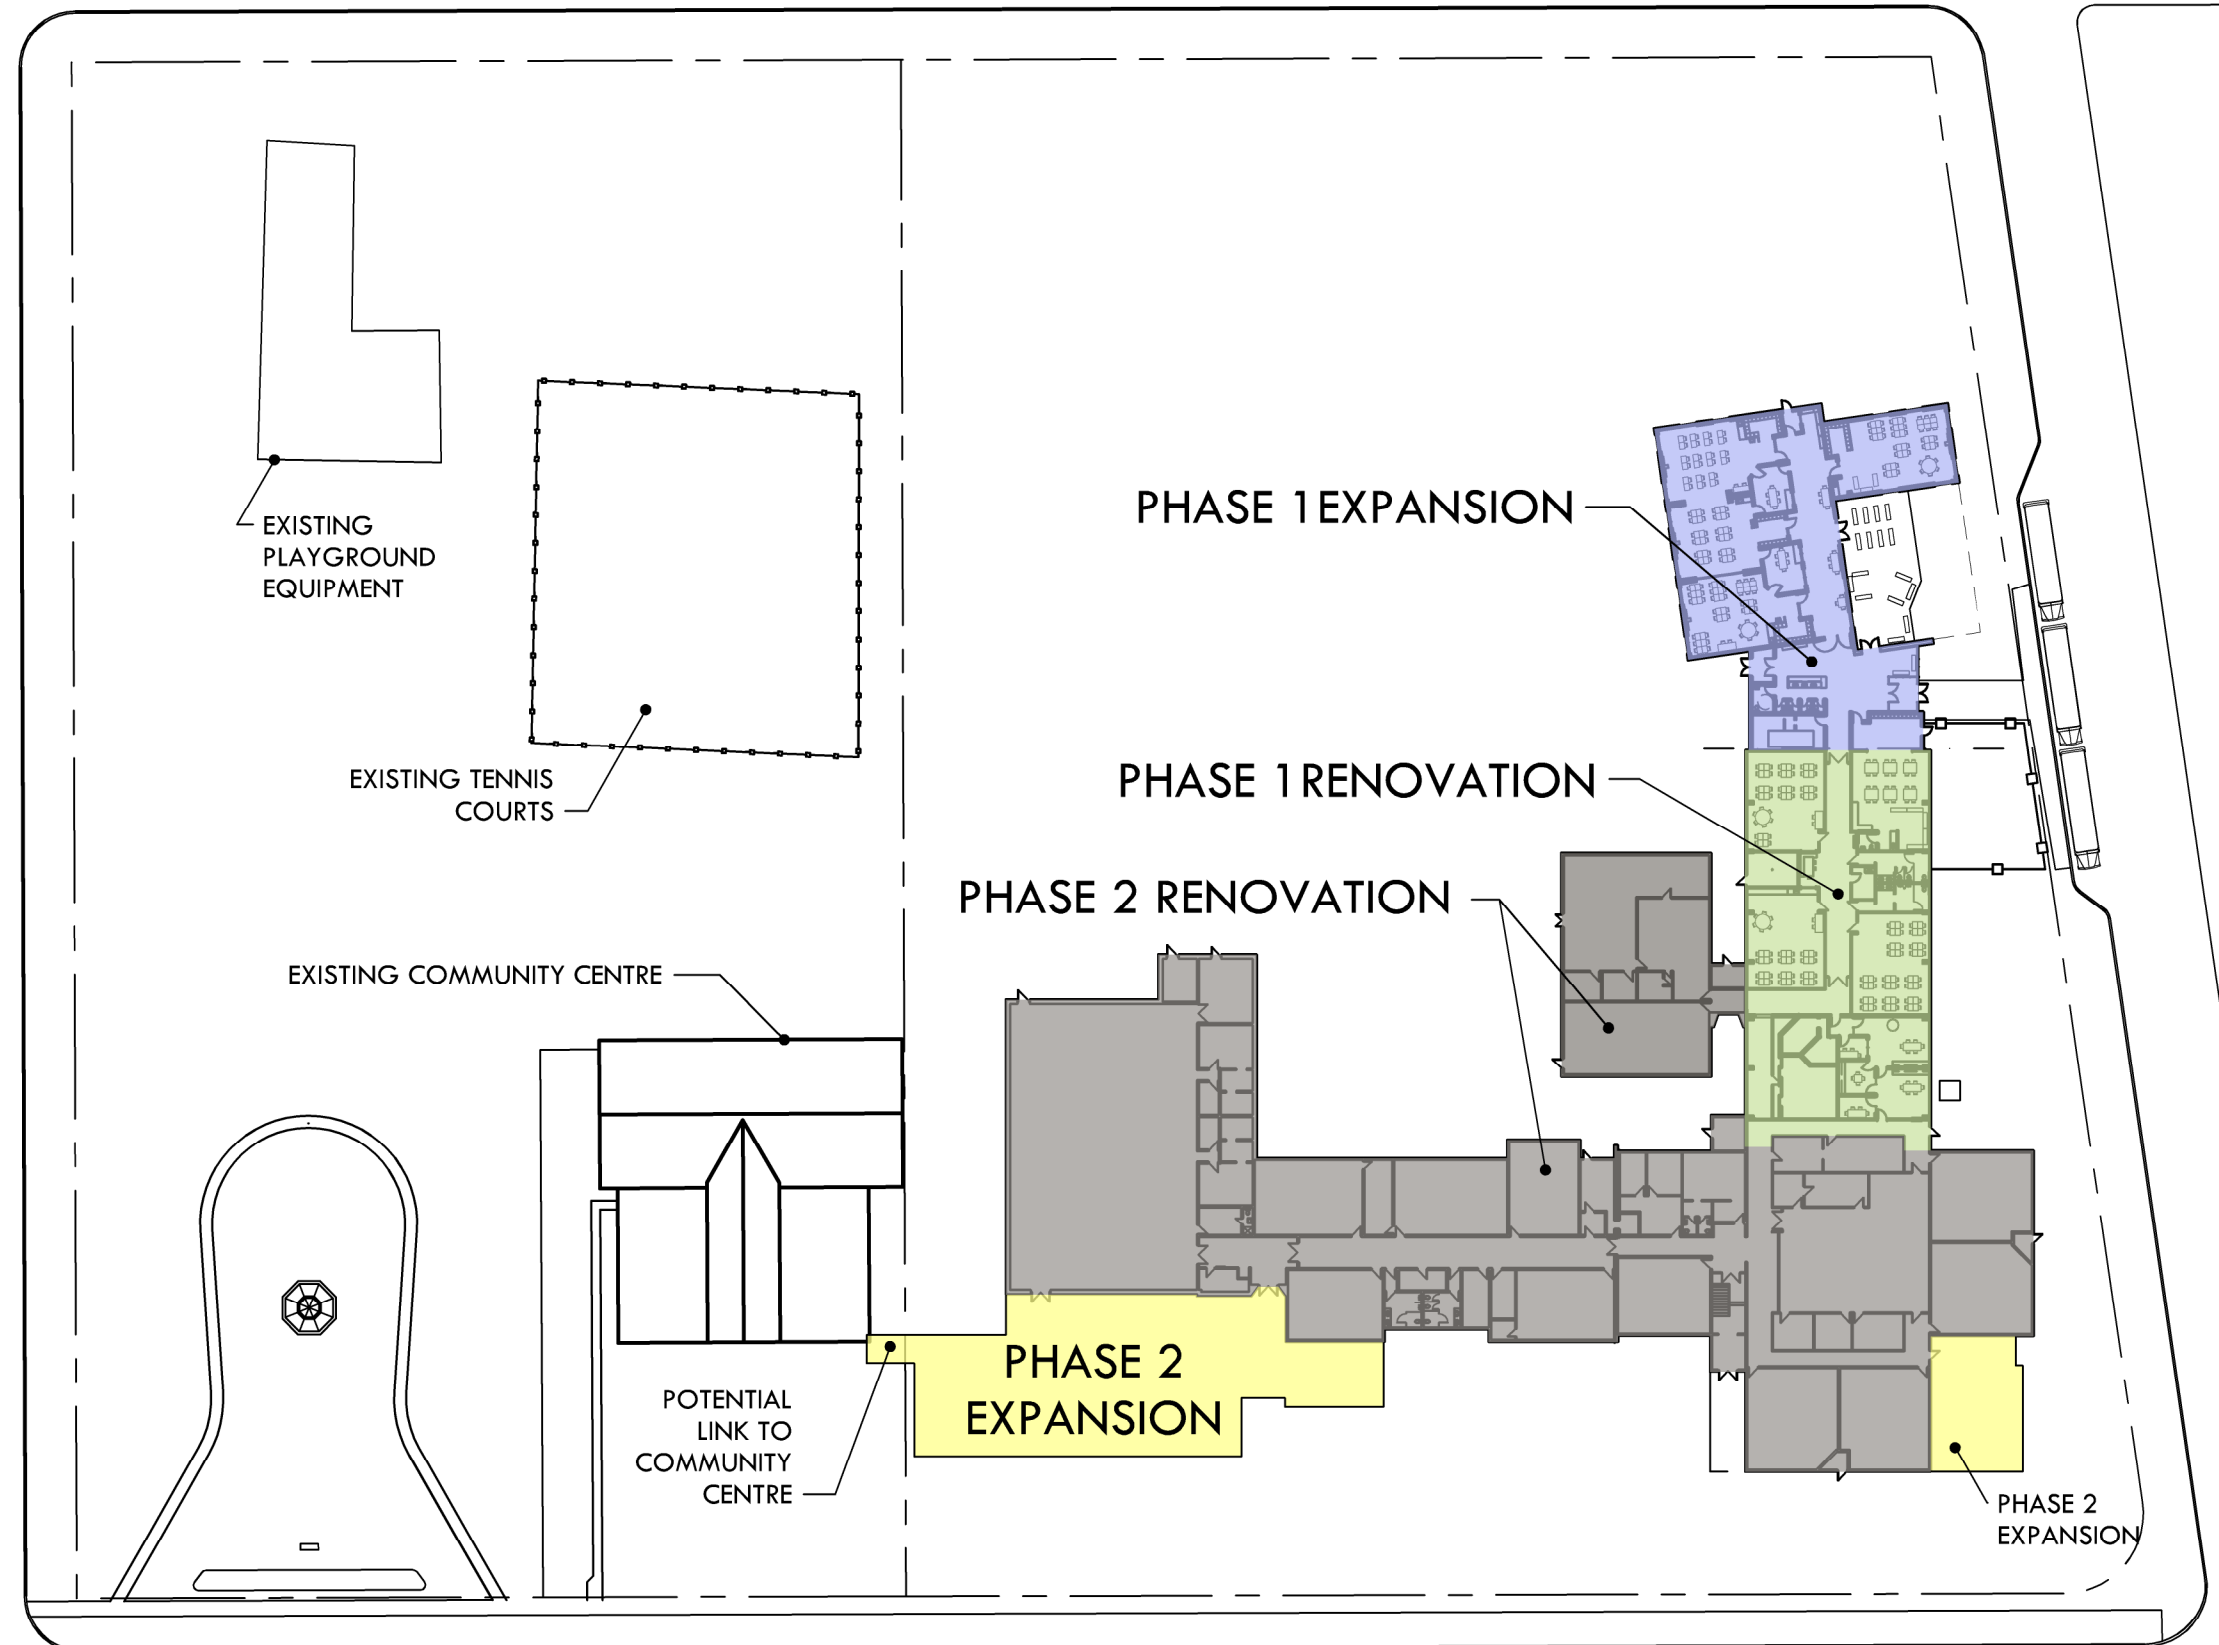 PHASE 1 EXPANSION
EXISTING
PLAYGROUND
EQUIPMENT
PHASE 1 RENOVATION
EXISTING TENNIS
COURTS
PHASE 2 RENOVATION
EXISTING COMMUNITY CENTRE
PHASE 2
EXPANSION
POTENTIAL
LINK TO
COMMUNITY
CENTRE
PHASE 2
EXPANSION